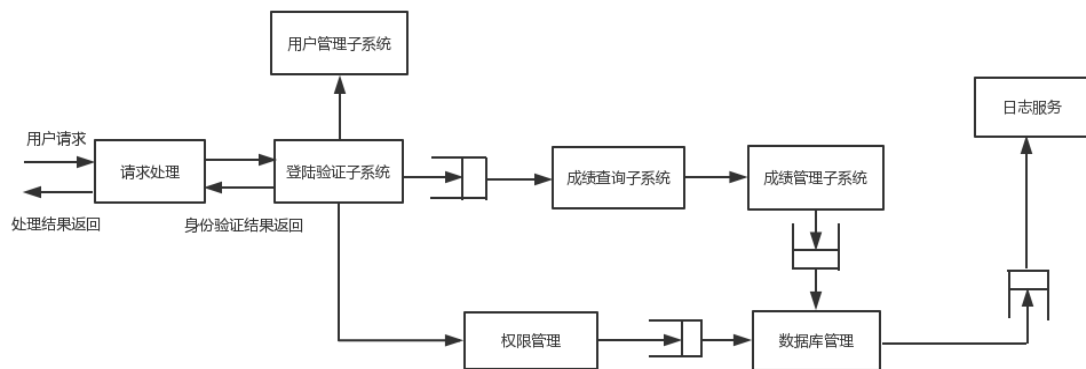 用户管理子系统
日志服务
用户请求
请求处理
登陆验证子系统
成绩查询子系统
成绩管理子系统
处理结果返回
身份验证结果返回
权限管理
数据库管理